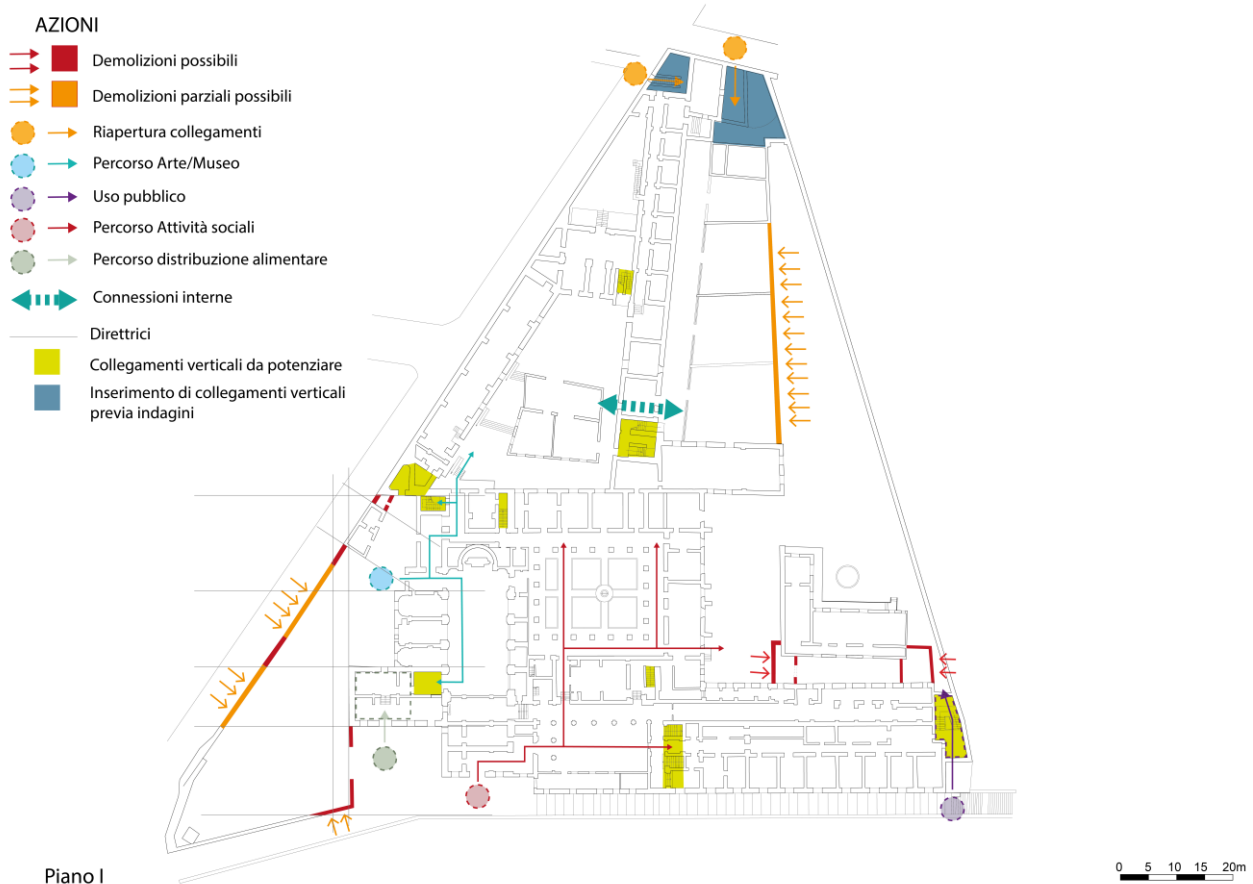 AZIONI
Demolizioni possibili
Demolizioni parziali possibili
Riapertura collegamenti
Percorso Arte/Museo
Uso pubblico
Percorso Attività sociali
Percorso distribuzione alimentare
Connessioni interne
Direttrici
Collegamenti verticali da potenziare
Inserimento di collegamenti verticali
previa indagini
Piano I
0 5 10 15 20m